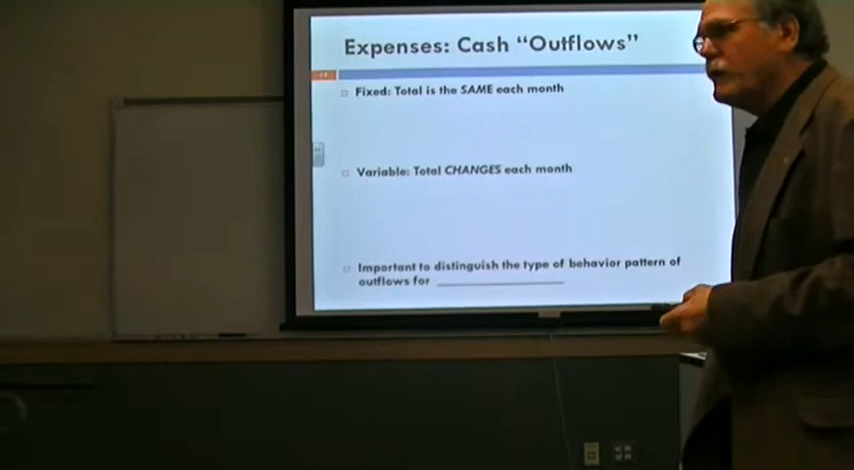 Expenses: Cash “Outflows”
Fixed: Total is the SAME each month
Variable: Total CHANGES each month
Important to distinguish the type of behavior pattern of
outflows for